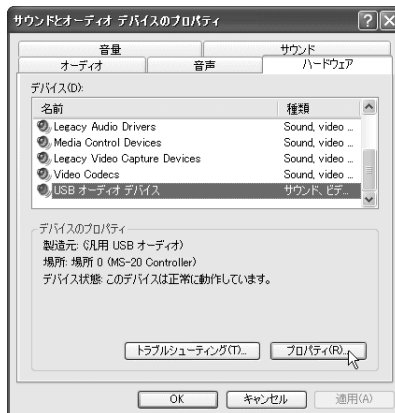 サウンドとオーディオ デバイスのプロパティ
音量 サウンド
オーディオ 音声 ハードウェア
デバイス(D):
名前 種類
Legacy Audio Drivers Sound, video ...
Media Control Devices Sound, video ...
Legacy Video Capture Devices Sound, video ...
Video Codecs Sound, video ...
USB オーディオ デバイス サウンド、ビデ...
デバイスのプロパティ
製造元: (汎用 USB オーディオ)
場所: 場所 0 (MS-20 Controller)
デバイス状態: このデバイスは正常に動作しています。
トラブルシューティング(T)... プロパティ(R)...
OK キャンセル 適用(A)